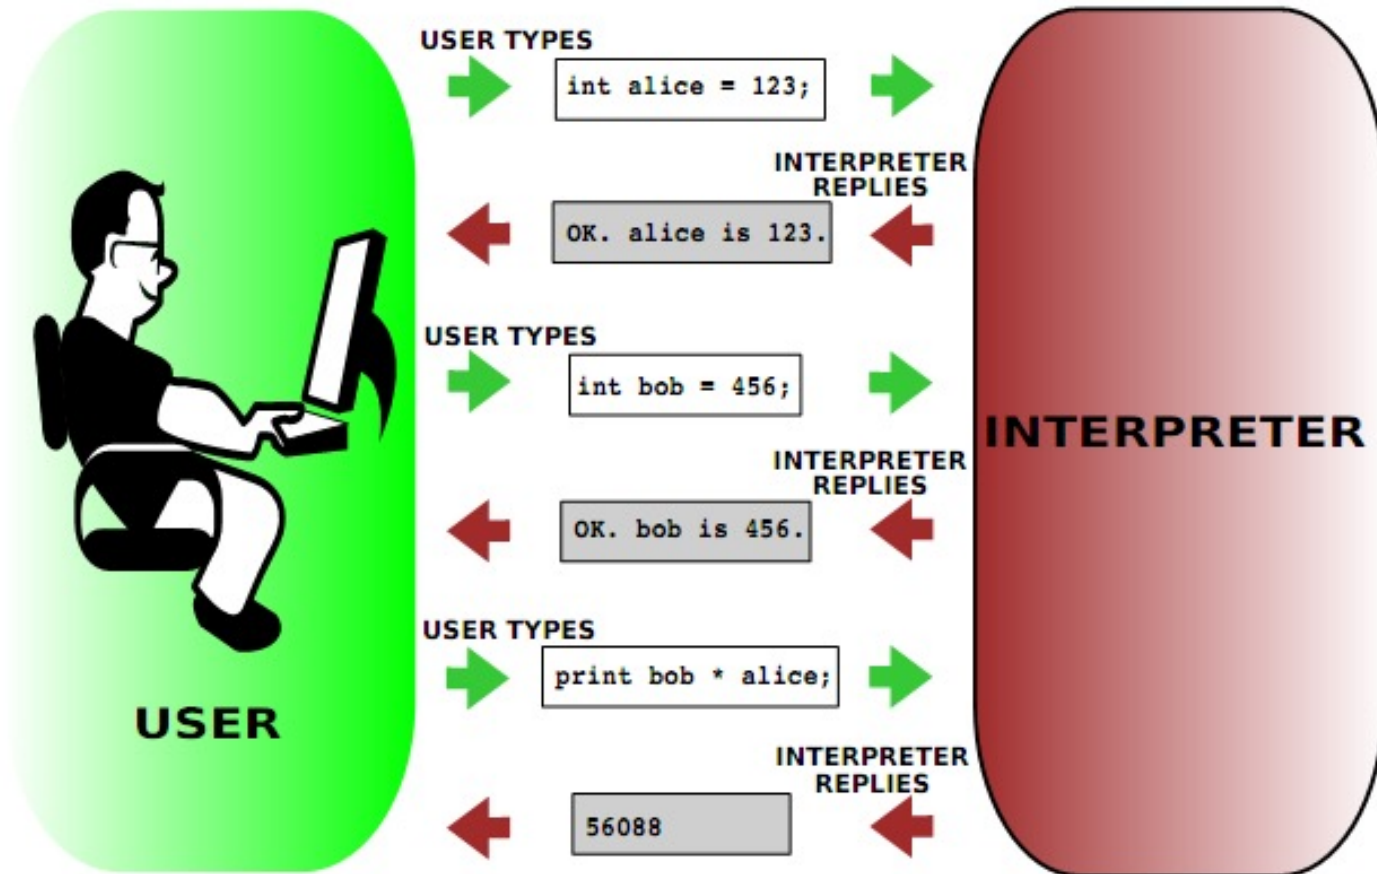 USER TYPES
int alice = 123;
INTERPRETER
REPLIES
OK. alice is 123.
USER TYPES
int bob = 456;
INTERPRETER
INTERPRETER
REPLIES
OK. bob is 456.
USER TYPES
print bob * alice;
USER
INTERPRETER
REPLIES
56088